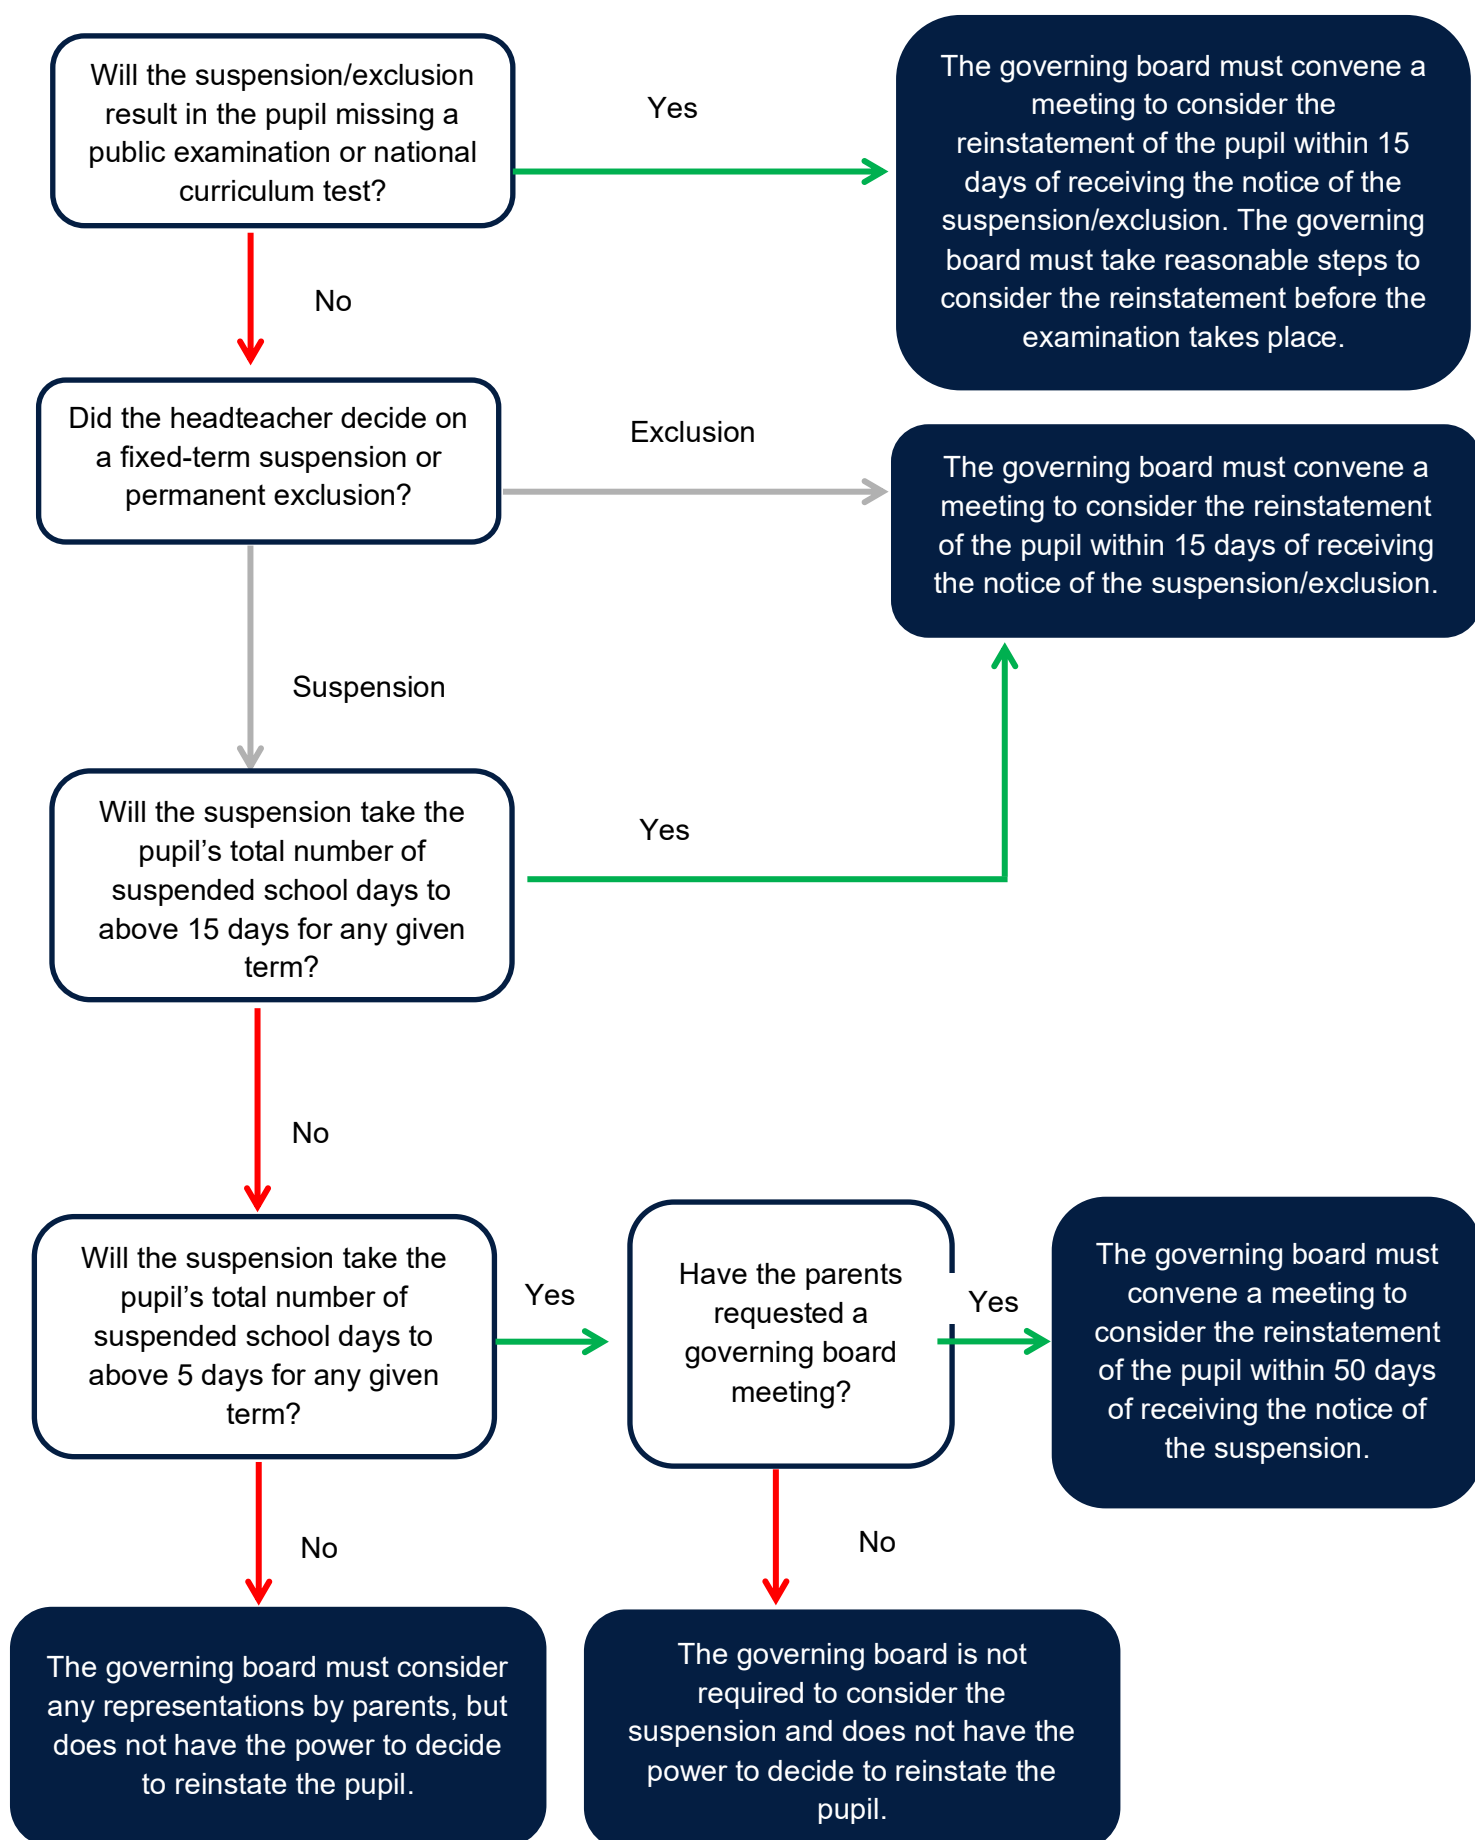 Will the suspension/exclusion
result in the pupil missing a
public examination or national
curriculum test?
Yes
The governing board must convene a
meeting to consider the
reinstatement of the pupil within 15
days of receiving the notice of the
suspension/exclusion. The governing
board must take reasonable steps to
consider the reinstatement before the
examination takes place.
No
Did the headteacher decide on
a fixed-term suspension or
permanent exclusion?
Exclusion
The governing board must convene a
meeting to consider the reinstatement
of the pupil within 15 days of receiving
the notice of the suspension/exclusion.
Suspension
Will the suspension take the
pupil’s total number of
suspended school days to
above 15 days for any given
term?
Yes
No
Will the suspension take the
pupil’s total number of
suspended school days to
above 5 days for any given
term?
Yes
Have the parents
requested a
governing board
meeting?
Yes
The governing board must
convene a meeting to
consider the reinstatement
of the pupil within 50 days
of receiving the notice of
the suspension.
No
No
The governing board must consider
any representations by parents, but
does not have the power to decide
to reinstate the pupil.
The governing board is not
required to consider the
suspension and does not have the
power to decide to reinstate the
pupil.